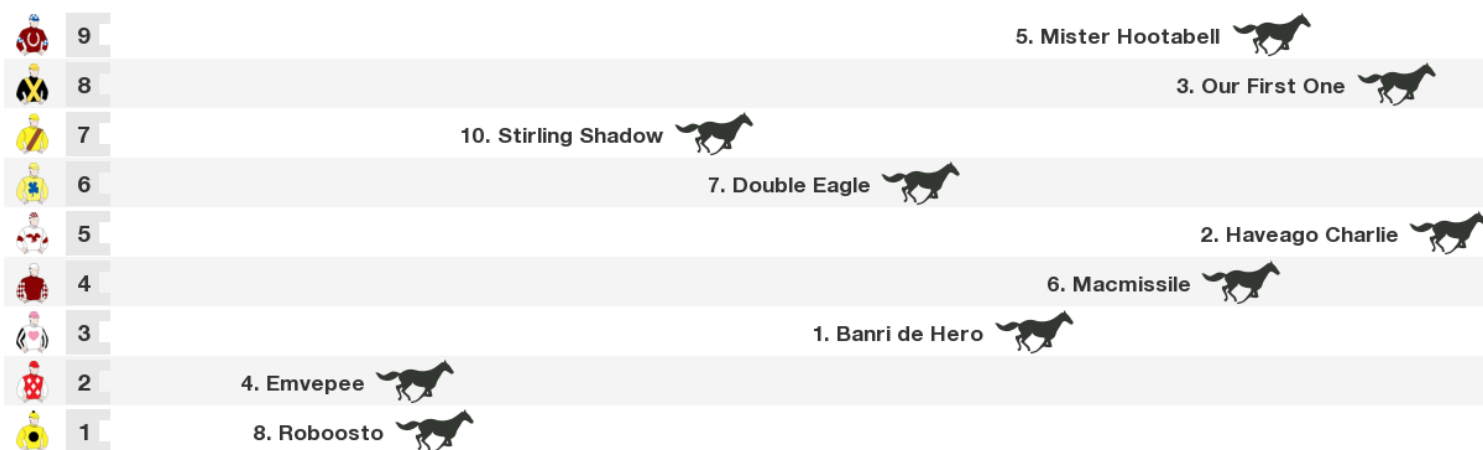 9 5. Mister Hootabell
8 3. Our First One
7 10. Stirling Shadow
6 7. Double Eagle
5 2. Haveago Charlie
4 6. Macmissile
3 1. Banri de Hero
2 4. Emvepee
1 8. Roboosto